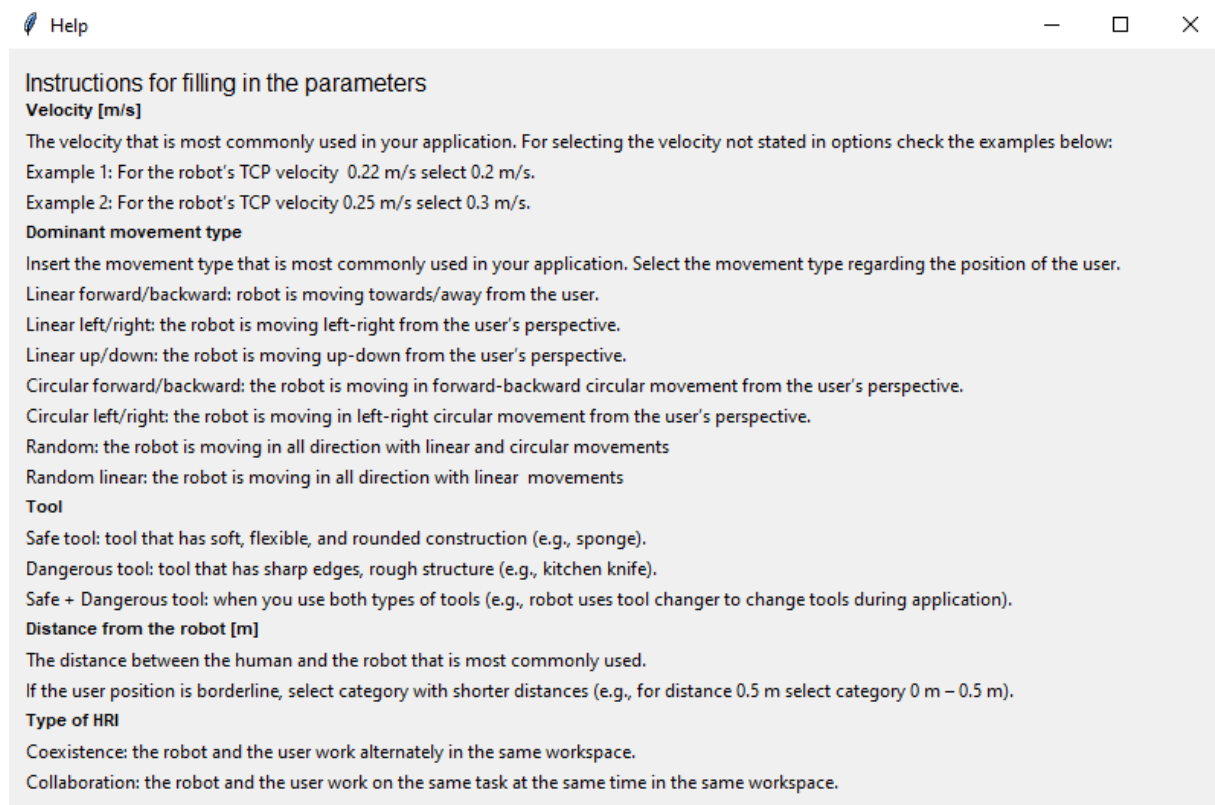 Help
Instructions for filling in the parameters
Velocity [m/s]
The velocity that is most commonly used in your application. For selecting the velocity not stated in options check the examples below:
Example 1: For the robot's TCP velocity  0.22 m/s select 0.2 m/s.
Example 2: For the robot's TCP velocity 0.25 m/s select 0.3 m/s.
Dominant movement type
Insert the movement type that is most commonly used in your application. Select the movement type regarding the position of the user.
Linear forward/backward: robot is moving towards/away from the user.
Linear left/right: the robot is moving left-right from the user's perspective.
Linear up/down: the robot is moving up-down from the user's perspective.
Circular forward/backward: the robot is moving in forward-backward circular movement from the user's perspective.
Circular left/right: the robot is moving in left-right circular movement from the user's perspective.
Random: the robot is moving in all direction with linear and circular movements
Random linear: the robot is moving in all direction with linear  movements
Tool
Safe tool: tool that has soft, flexible, and rounded construction (e.g., sponge).
Dangerous tool: tool that has sharp edges, rough structure (e.g., kitchen knife).
Safe + Dangerous tool: when you use both types of tools (e.g., robot uses tool changer to change tools during application).
Distance from the robot [m]
The distance between the human and the robot that is most commonly used.
If the user position is borderline, select category with shorter distances (e.g., for distance 0.5 m select category 0 m – 0.5 m).
Type of HRI
Coexistence: the robot and the user work alternately in the same workspace.
Collaboration: the robot and the user work on the same task at the same time in the same workspace.